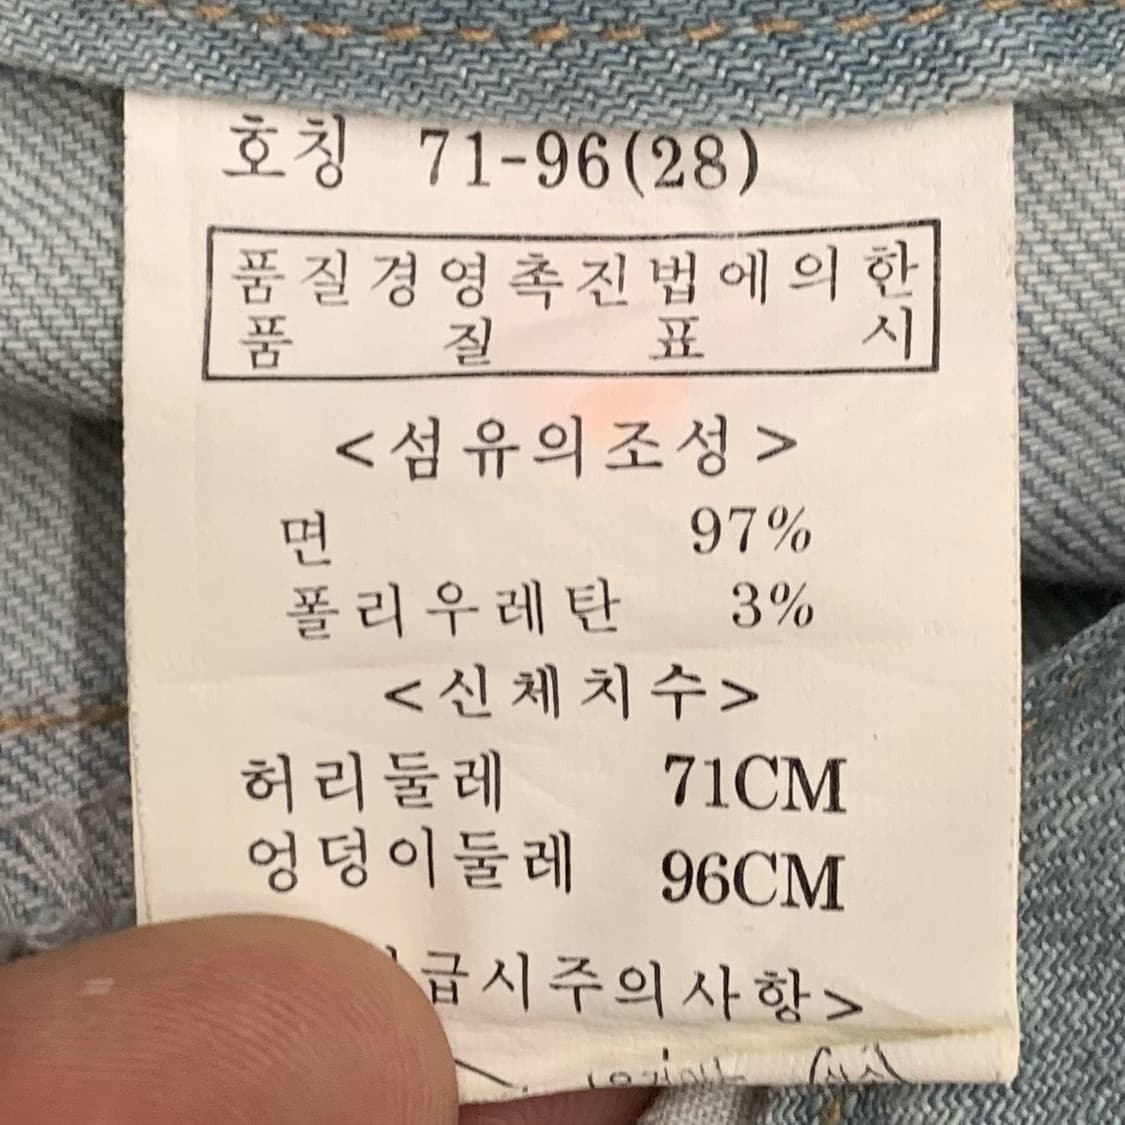 호칭 71-96(28)
품질경영촉진법에의한
품질표시
<섬유의조성>
면 97%
폴리우레탄 3%
<신체치수>
허리둘레 71CM
엉덩이둘레 96CM
급시주의사항>